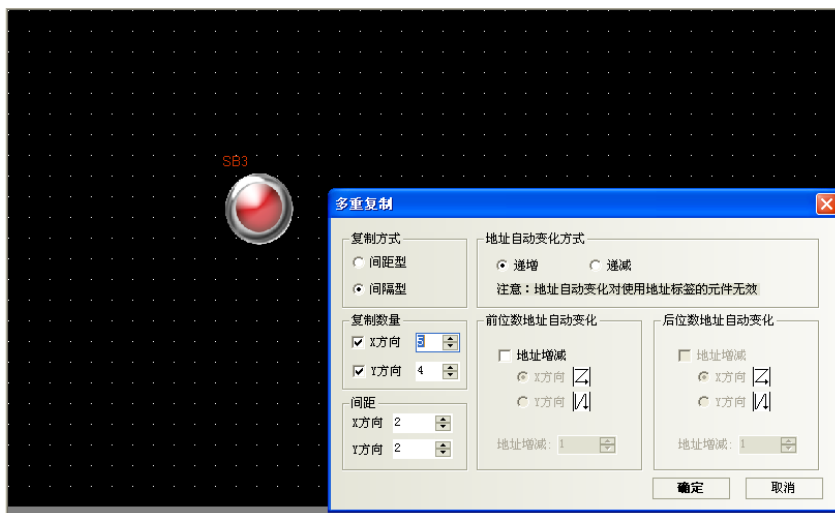 SB3
多重复制
复制方式
间距型
间隔型
地址自动变化方式
递增 递减
注意：地址自动变化对使用地址标签的元件无效
复制数量
X方向 5
Y方向 4
间距
X方向 2
Y方向 2
前位数地址自动变化
地址增减
X方向
Y方向
地址增减: 1
后位数地址自动变化
地址增减
X方向
Y方向
地址增减: 1
确定 取消